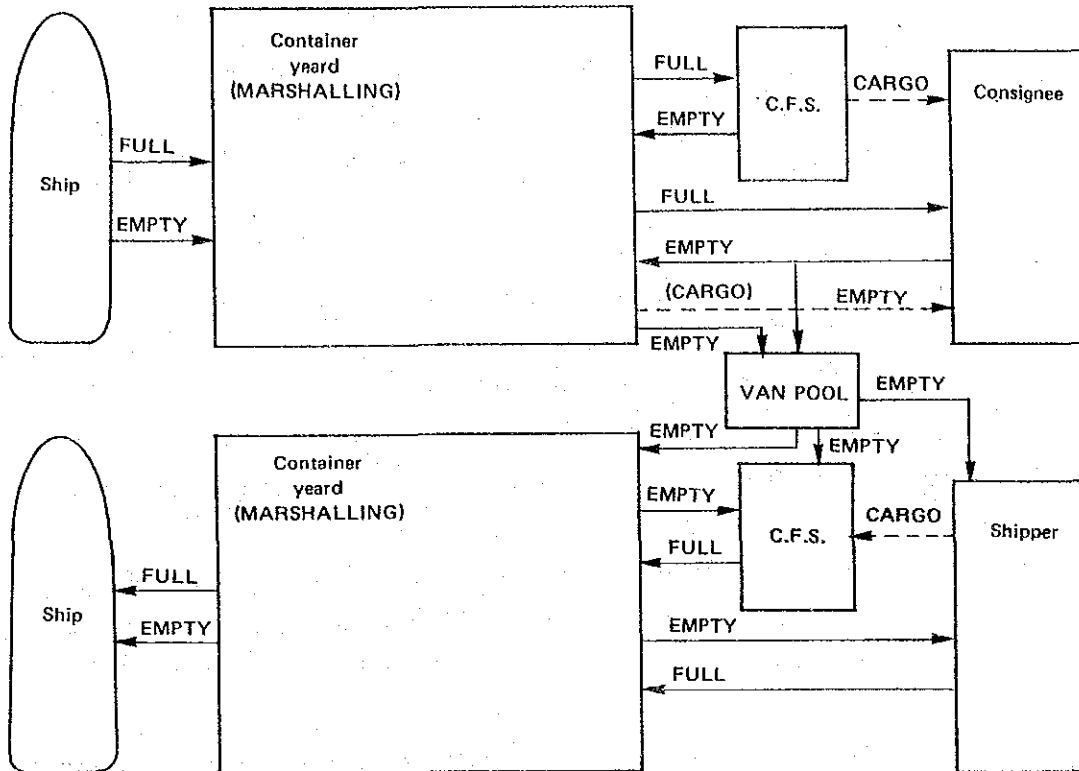 Container
yeard
(MARSHALLING)
FULL
C.F.S.
CARGO
Consignee
EMPTY
FULL
Ship
FULL
EMPTY
EMPTY
(CARGO)
EMPTY
EMPTY
VAN POOL
EMPTY
EMPTY
EMPTY
Container
yeard
(MARSHALLING)
EMPTY
C.F.S.
CARGO
Shipper
FULL
FULL
Ship
EMPTY
EMPTY
FULL